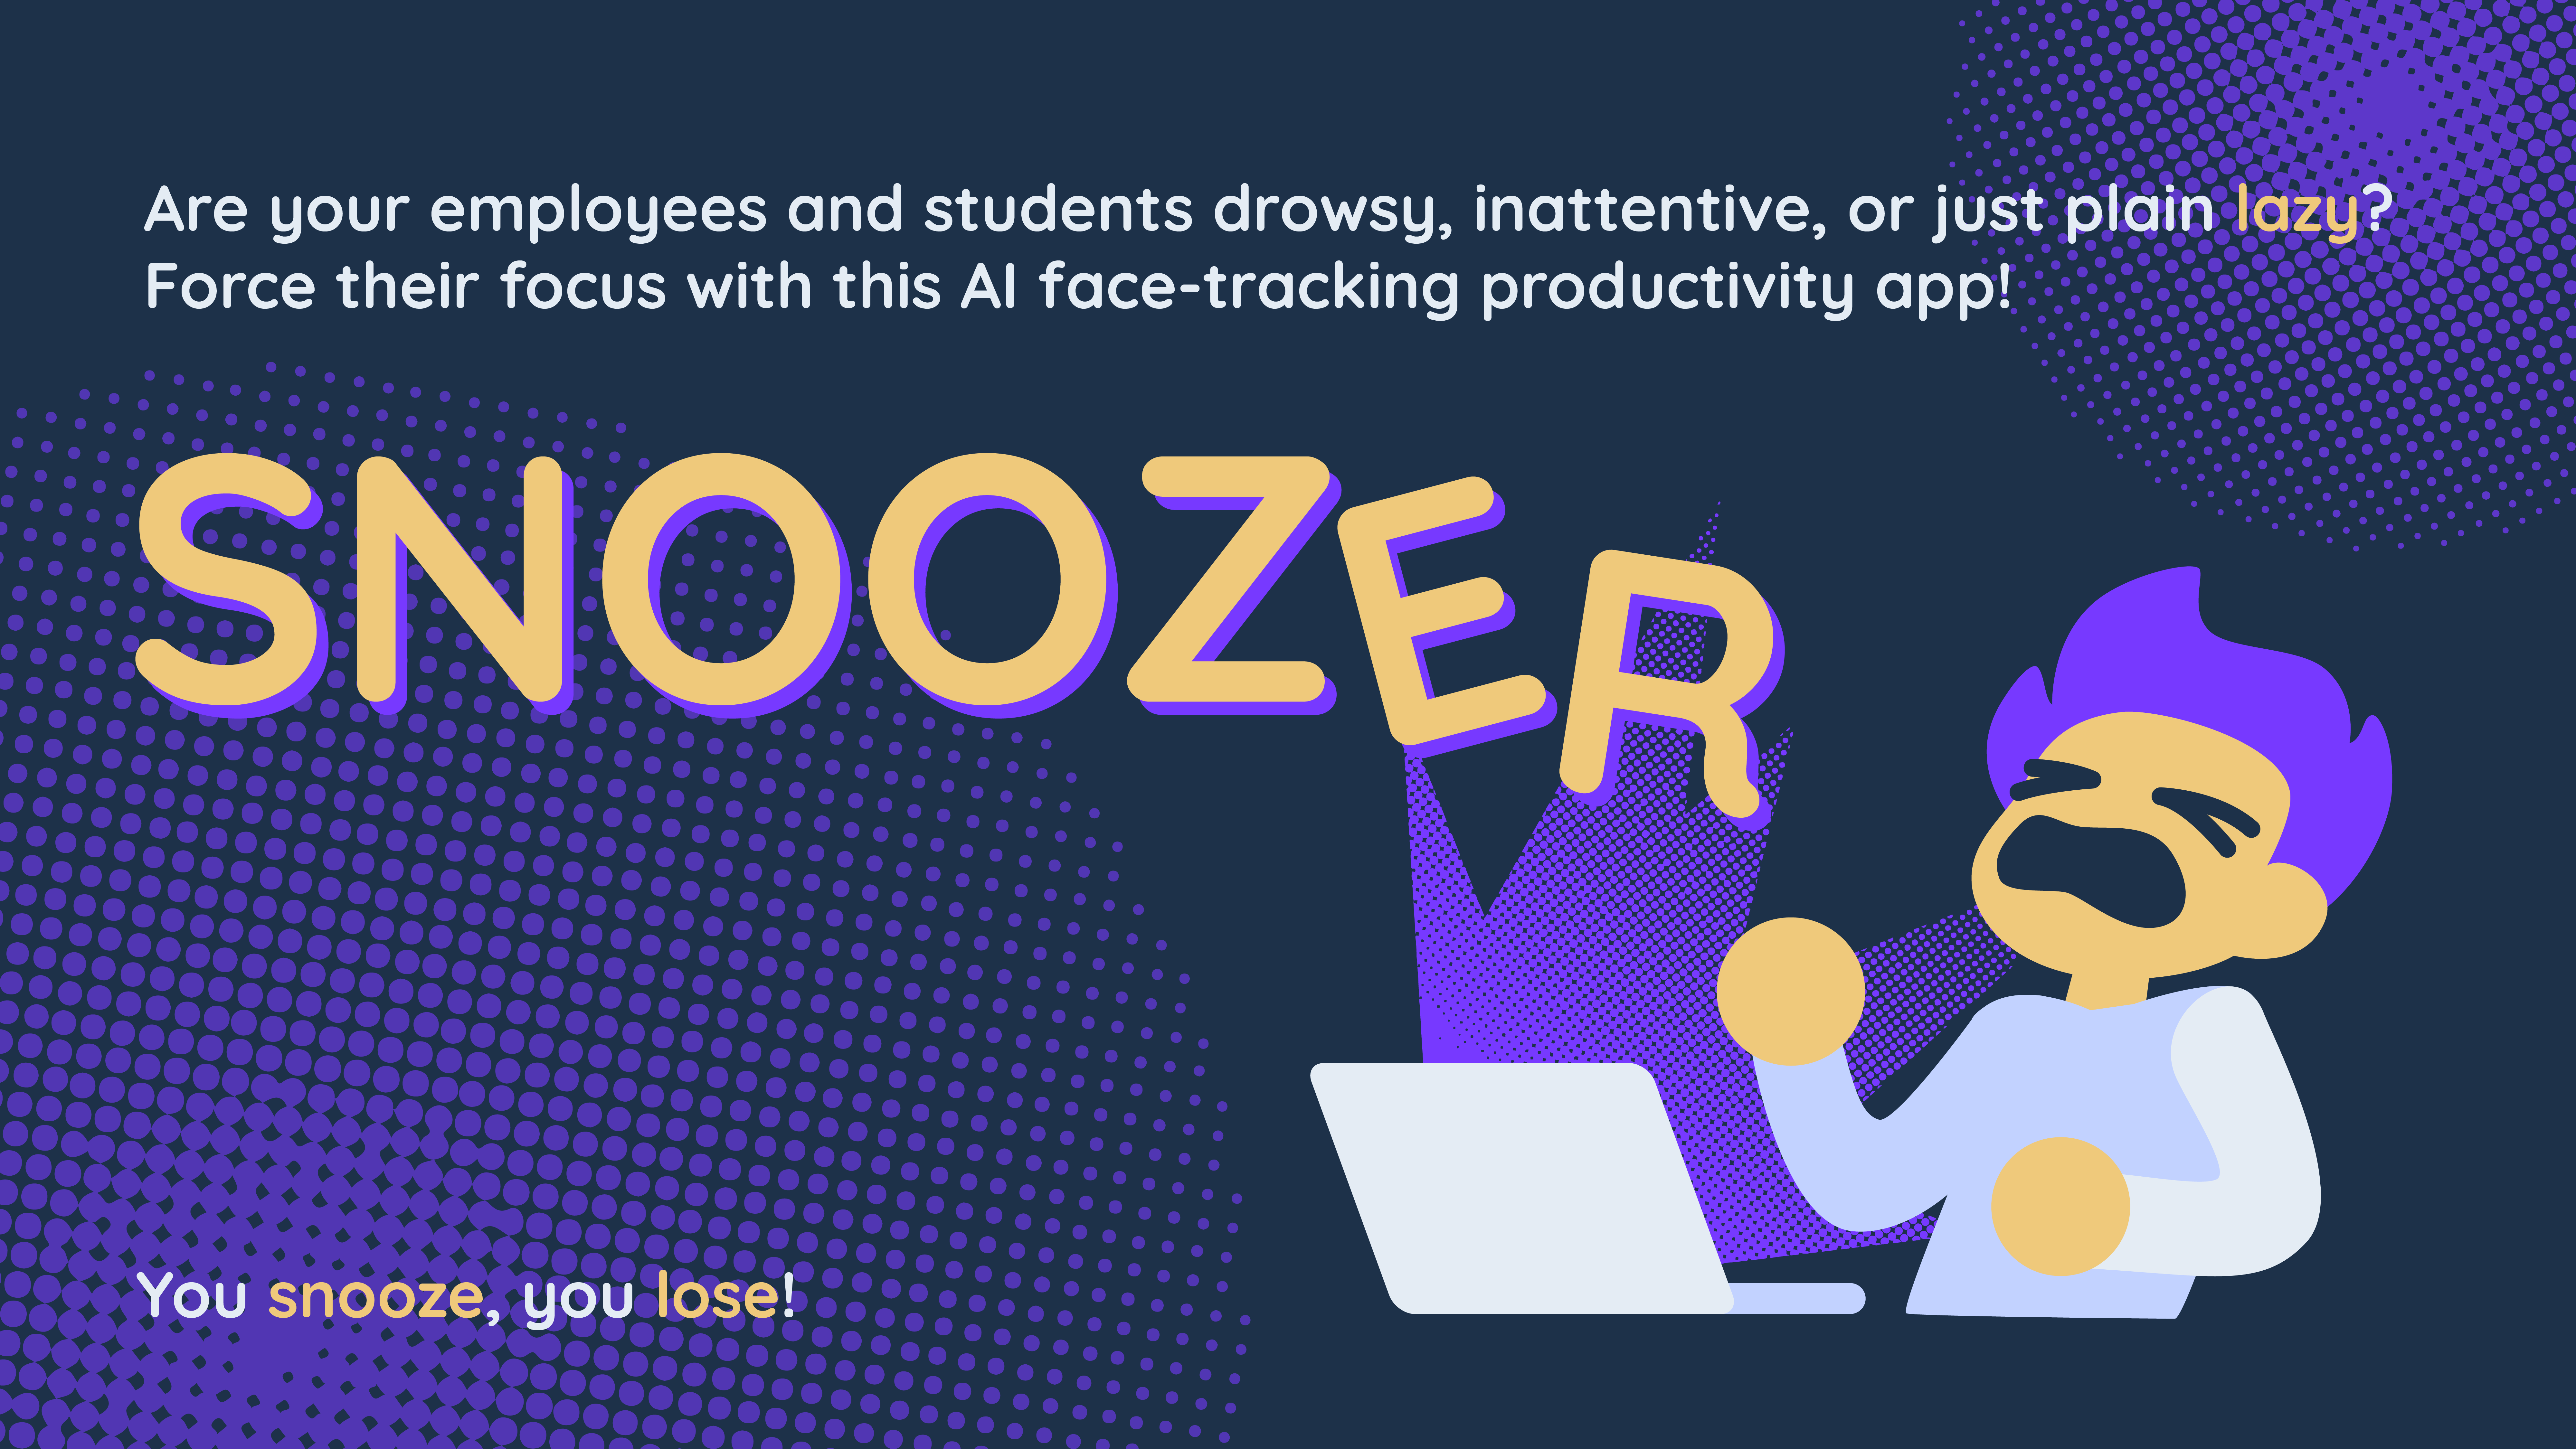 Are your employees and students drowsy, inattentive, or just plain lazy?
Force their focus with this AI face-tracking productivity app!
SNOOZER
You snooze, you lose!